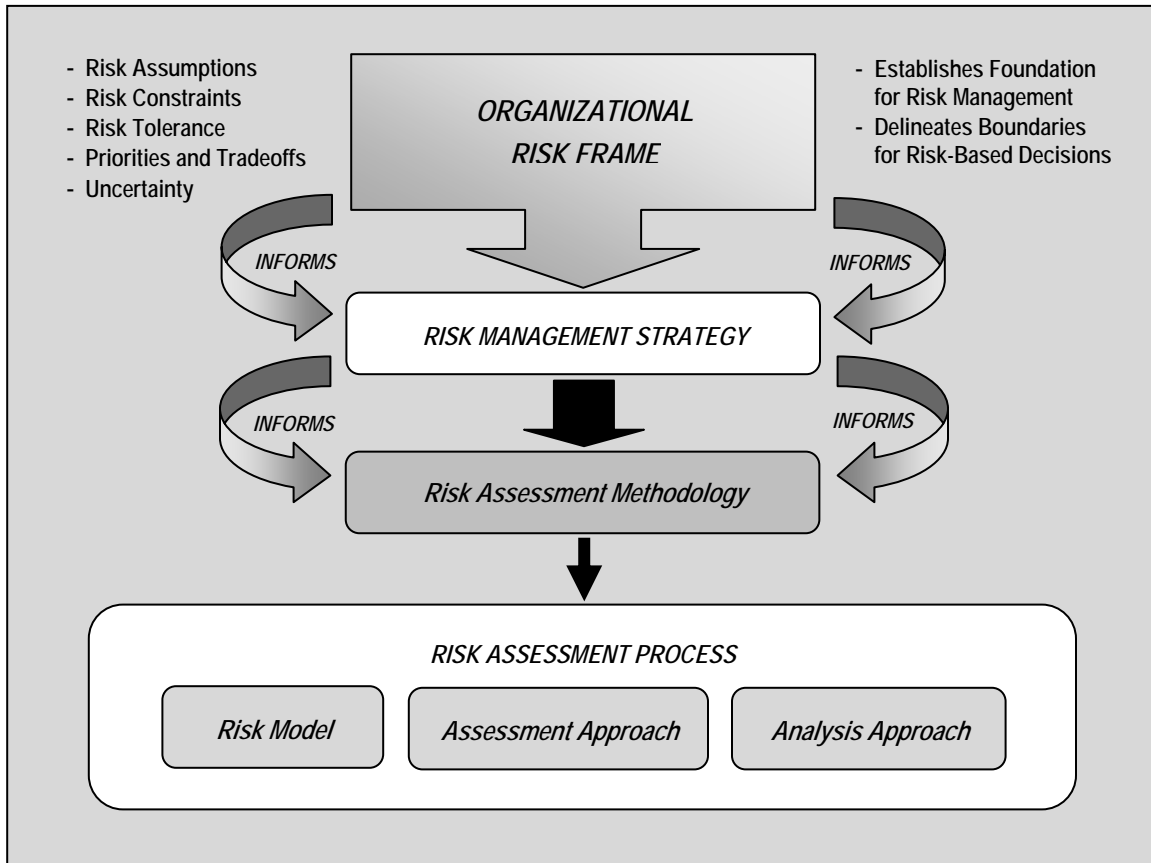 - Risk Assumptions
- Risk Constraints
- Risk Tolerance
- Priorities and Tradeoffs
- Uncertainty
ORGANIZATIONAL
RISK FRAME
- Establishes Foundation
for Risk Management
- Delineates Boundaries
for Risk-Based Decisions
INFORMS
INFORMS
RISK MANAGEMENT STRATEGY
INFORMS
INFORMS
Risk Assessment Methodology
RISK ASSESSMENT PROCESS
Risk Model
Assessment Approach
Analysis Approach